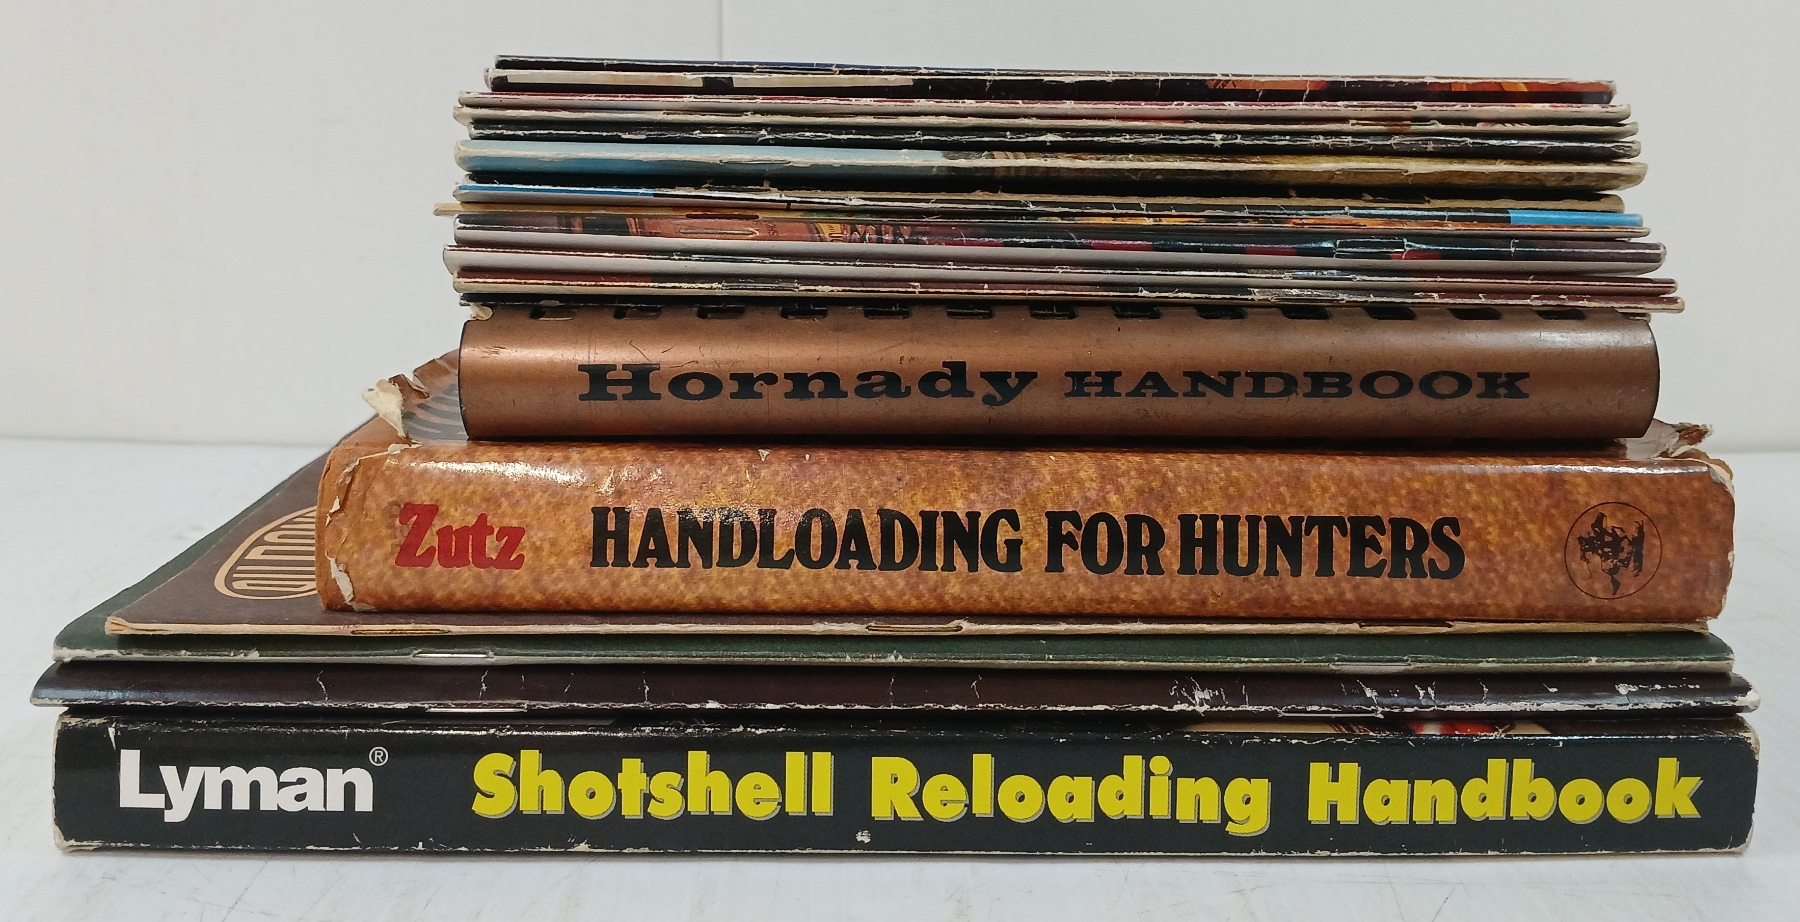 Hornady HANDBOOK
Zutz HANDLOADING FOR HUNTERS
Lyman® Shotshell Reloading Handbook